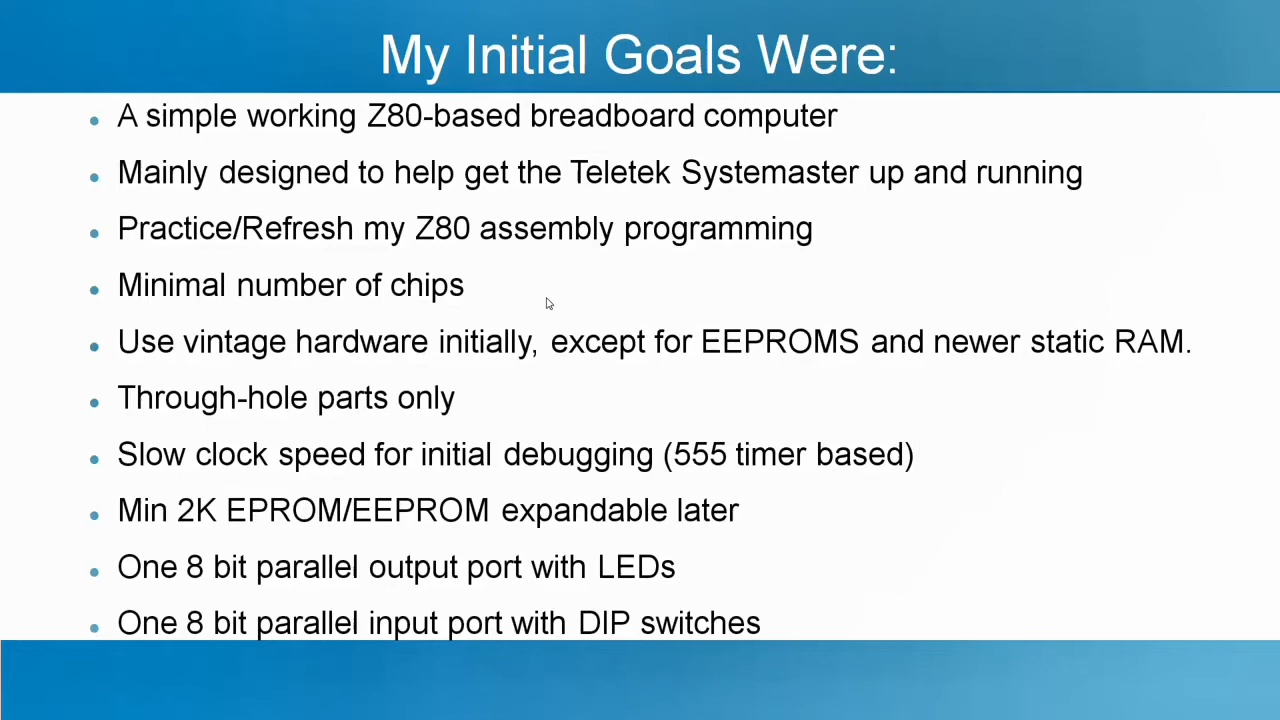 My Initial Goals Were:
A simple working Z80-based breadboard computer
Mainly designed to help get the Teletek Systemaster up and running
Practice/Refresh my Z80 assembly programming
Minimal number of chips
Use vintage hardware initially, except for EEPROMS and newer static RAM.
Through-hole parts only
Slow clock speed for initial debugging (555 timer based)
Min 2K EPROM/EEPROM expandable later
One 8 bit parallel output port with LEDs
One 8 bit parallel input port with DIP switches